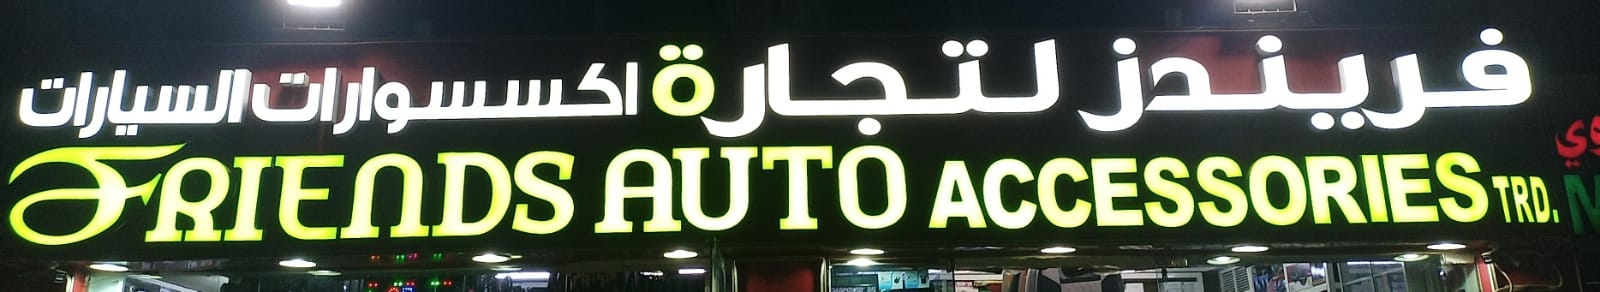 فريندز لتجارة اكسسوارات السيارات
FRIENDS AUTO ACCESSORIES TRD.